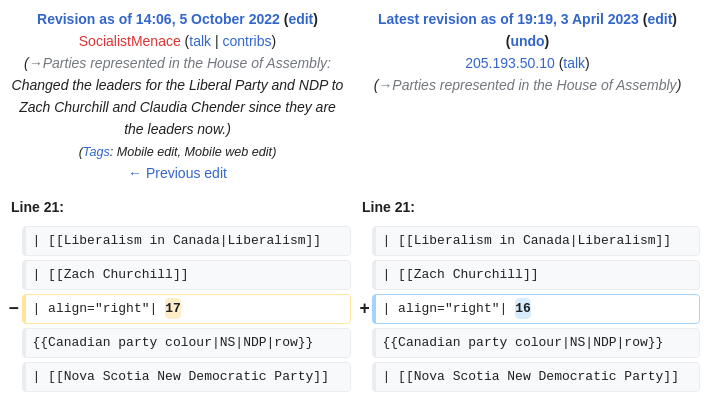 Revision as of 14:06, 5 October 2022 (edit)
SocialistMenace (talk | contribs)
(→Parties represented in the House of Assembly:
Changed the leaders for the Liberal Party and NDP to
Zach Churchill and Claudia Chender since they are
the leaders now.)
(Tags: Mobile edit, Mobile web edit)
← Previous edit
Latest revision as of 19:19, 3 April 2023 (edit)
(undo)
205.193.50.10 (talk)
(→Parties represented in the House of Assembly)
Line 21:
Line 21:
| [[Liberalism in Canada|Liberalism]]
| [[Liberalism in Canada|Liberalism]]
| [[Zach Churchill]]
| [[Zach Churchill]]
− | align="right"| 17
+ | align="right"| 16
{{Canadian party colour|NS|NDP|row}}
{{Canadian party colour|NS|NDP|row}}
| [[Nova Scotia New Democratic Party]]
| [[Nova Scotia New Democratic Party]]